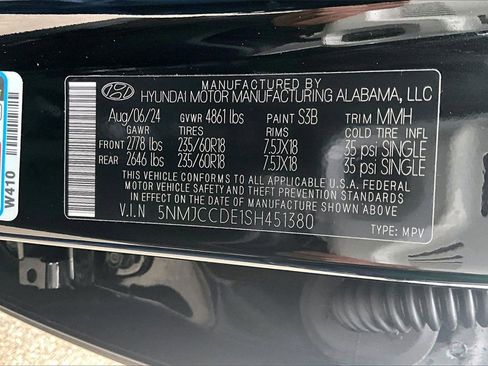 MANUFACTURED BY
HYUNDAI MOTOR MANUFACTURING ALABAMA, LLC
Aug/06/24 GVWR 4861 lbs PAINT S3B TRIM MMH
GAWR TIRES RIMS COLD TIRE INFL
FRONT 2778 lbs 235/60R18 7.5JX18 35 psi SINGLE
REAR 2646 lbs 235/60R18 7.5JX18 35 psi SINGLE
THIS VEHICLE CONFORMS TO ALL APPLICABLE U.S. FEDERAL
MOTOR VEHICLE SAFETY, BUMPER, AND THEFT PREVENTION
STANDARDS IN EFFECT ON THE DATE OF MANUFACTURE SHOWN
ABOVE
V.I.N 5NMJCCDE1SH451380
TYPE: MPV
W410